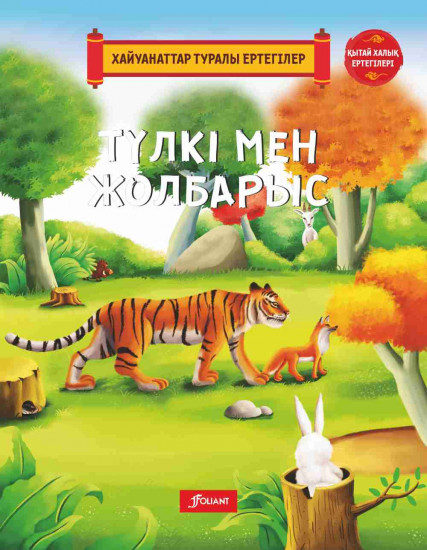 ХАЙУАНАТТАР ТУРАЛЫ ЕРТЕГІЛЕР
ҚЫТАЙ ХАЛЫҚ
ЕРТЕГІЛЕРІ
ТҮЛКІ МЕН
ЖОЛБАРЫС
FOLIANT